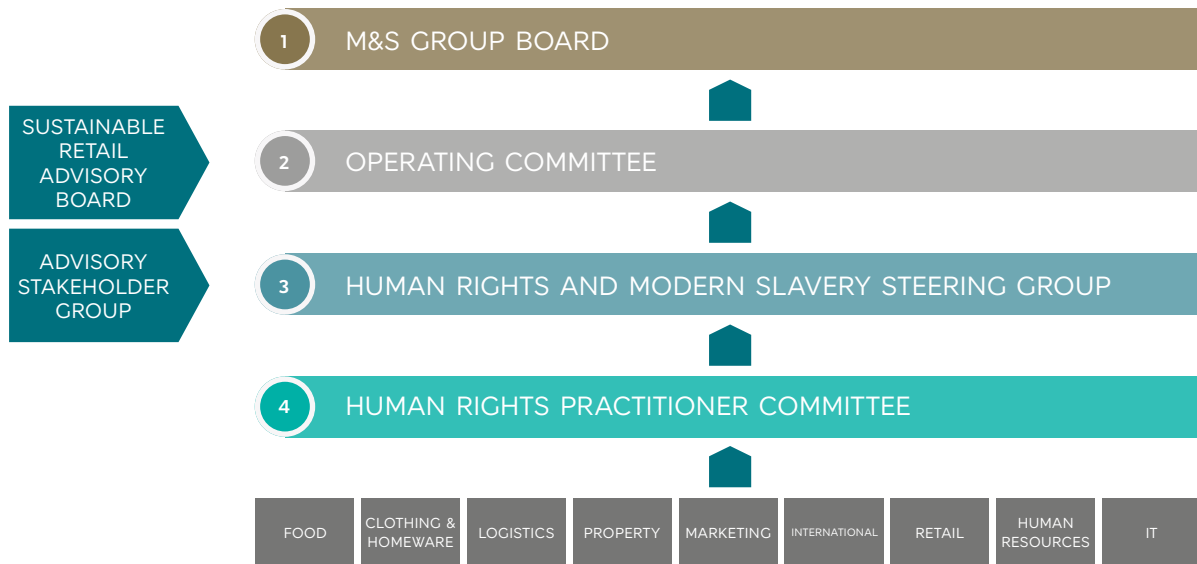 1
M&S GROUP BOARD
SUSTAINABLE
RETAIL
ADVISORY
BOARD
2
OPERATING COMMITTEE
ADVISORY
STAKEHOLDER
GROUP
3
HUMAN RIGHTS AND MODERN SLAVERY STEERING GROUP
4
HUMAN RIGHTS PRACTITIONER COMMITTEE
FOOD
CLOTHING &
HOMEWARE
LOGISTICS
PROPERTY
MARKETING
INTERNATIONAL
RETAIL
HUMAN
RESOURCES
IT